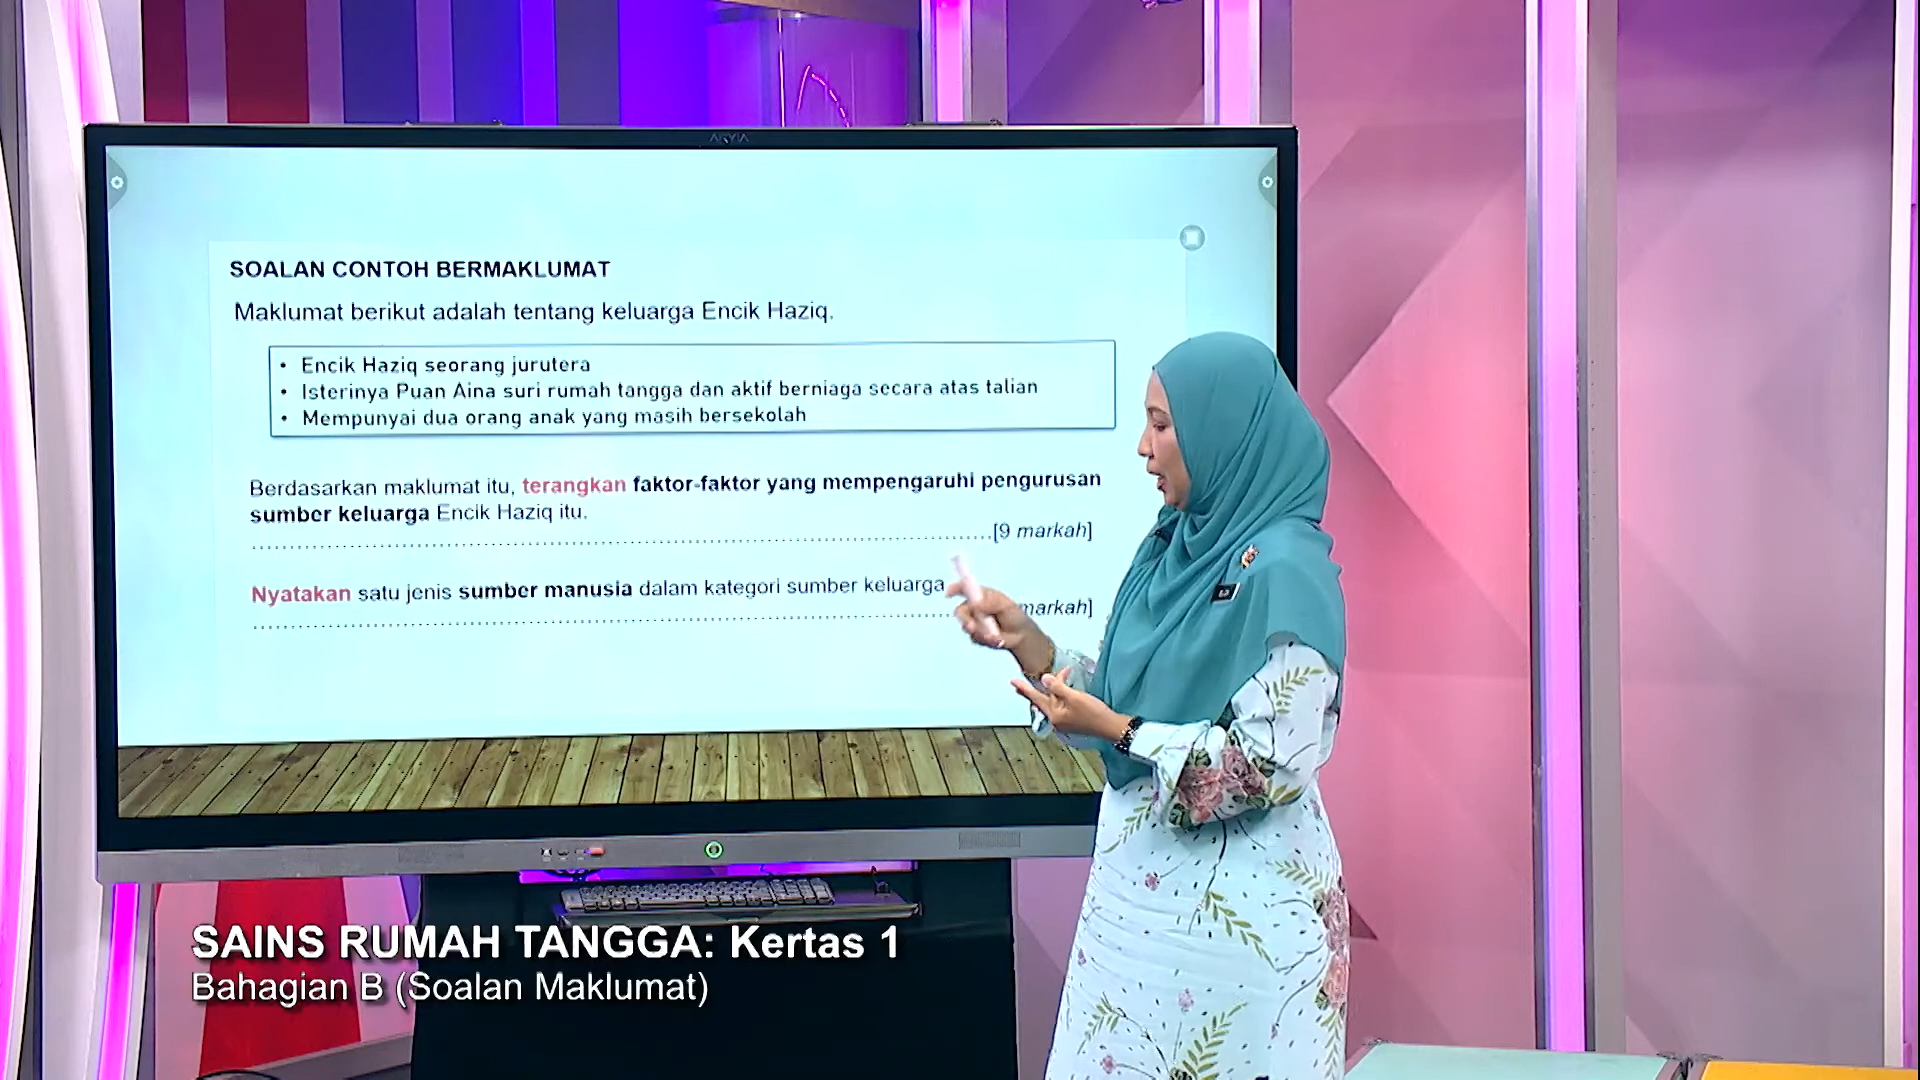 SOALAN CONTOH BERMAKLUMAT
Maklumat berikut adalah tentang keluarga Encik Haziq.
• Encik Haziq seorang jurutera
• Isterinya Puan Aina suri rumah tangga dan aktif berniaga secara atas talian
• Mempunyai dua orang anak yang masih bersekolah
Berdasarkan maklumat itu, terangkan faktor-faktor yang mempengaruhi pengurusan
sumber keluarga Encik Haziq itu.
[9 markah]
Nyatakan satu jenis sumber manusia dalam kategori sumber keluarga
markah]
SAINS RUMAH TANGGA: Kertas 1
Bahagian B (Soalan Maklumat)